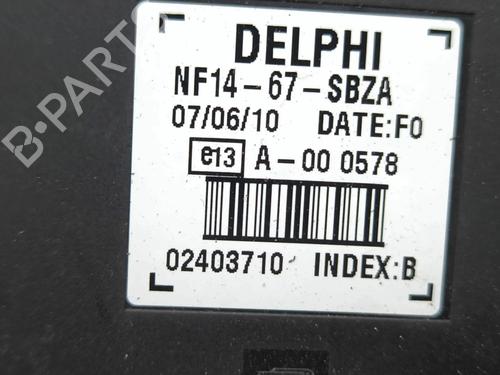 DELPHI
NF14-67-SBZA
07/06/10 DATE:F0
e13 A-00 0578
02403710 INDEX:B
B-PARTS